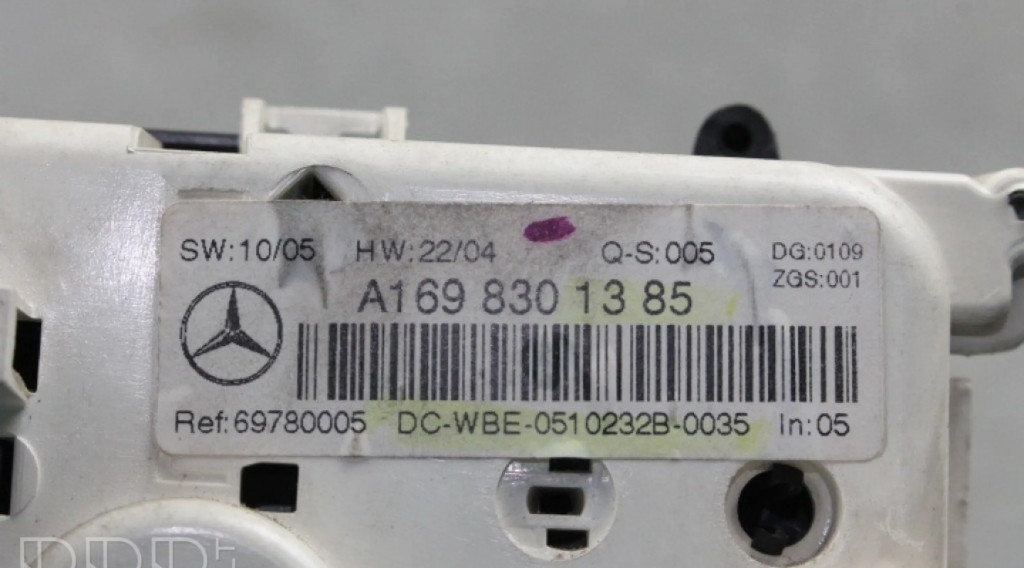 SW:10/05 HW:22/04 Q-S:005 DG:0109
ZGS:001
A169 830 13 85
Ref:69780005 DC-WBE-0510232B-0035 In:05